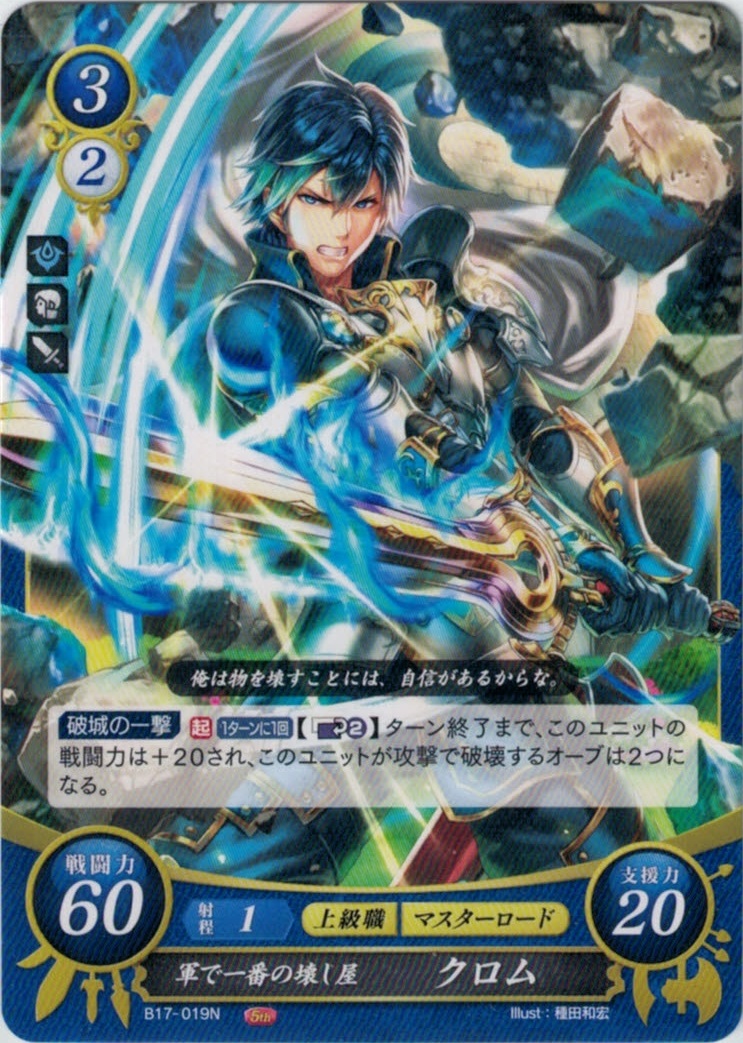 3
2
俺は物を壊すことには、自信があるからな。
破城の一撃 起 1ターンに1回【2】ターン終了まで、このユニットの
戦闘力は＋20され、このユニットが攻撃で破壊するオーブは2つに
なる。
戦闘力
60
射程 1 上級職 マスターロード
支援力
20
軍で一番の壊し屋 クロム
B17-019N 5th Illust：種田和宏